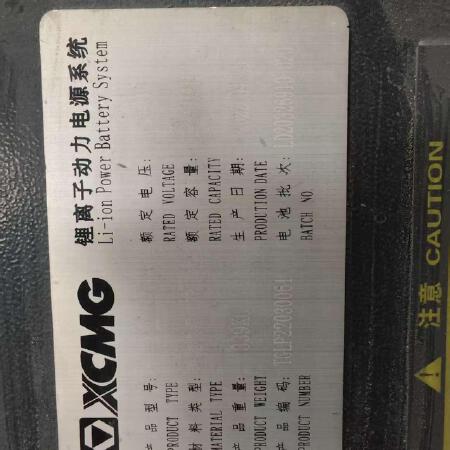 XCMG
锂离子动力电源系统
Li-ion Power Battery System
产品型号:
PRODUCT TYPE
额定电压:
RATED VOLTAGE
材料类型:
MATERIAL TYPE
额定容量:
RATED CAPACITY
产品重量:
PRODUCT WEIGHT
生产日期:
PRODUCTION DATE
产品编码:
PRODUCT NUMBER
电池批次:
BATCH NO.
注意 CAUTION